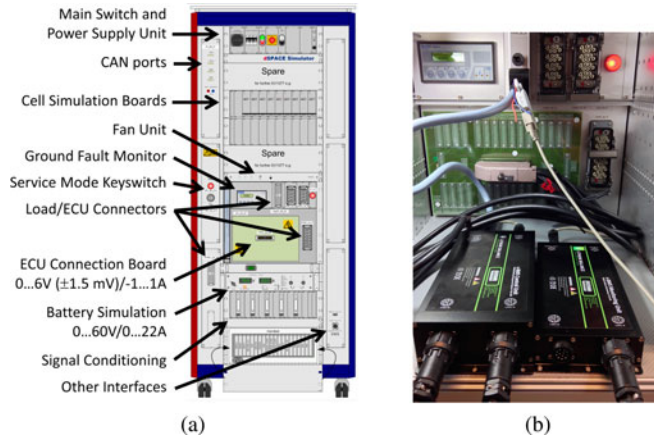 Main Switch and
Power Supply Unit
CAN ports
Cell Simulation Boards
Fan Unit
Ground Fault Monitor
Service Mode Keyswitch
Load/ECU Connectors
ECU Connection Board
0...6V (±1.5 mV)/-1...1A
Battery Simulation
0...60V/0...22A
Signal Conditioning
Other Interfaces
dSPACE Simulator
Spare
Spare
(a)
(b)